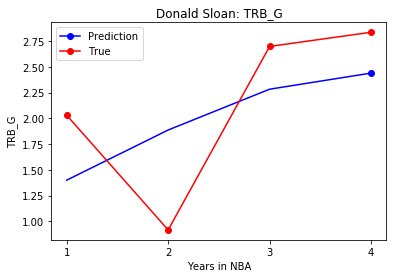 Donald Sloan: TRB_G
Prediction
True
2.75
2.50
2.25
2.00
1.75
1.50
1.25
1.00
TRB_G
1 2 3 4
Years in NBA